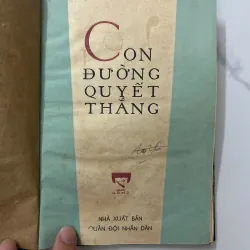 CON
ĐƯỜNG
QUYẾT
THẮNG
NHÀ XUẤT BẢN
QUÂN ĐỘI NHÂN DÂN